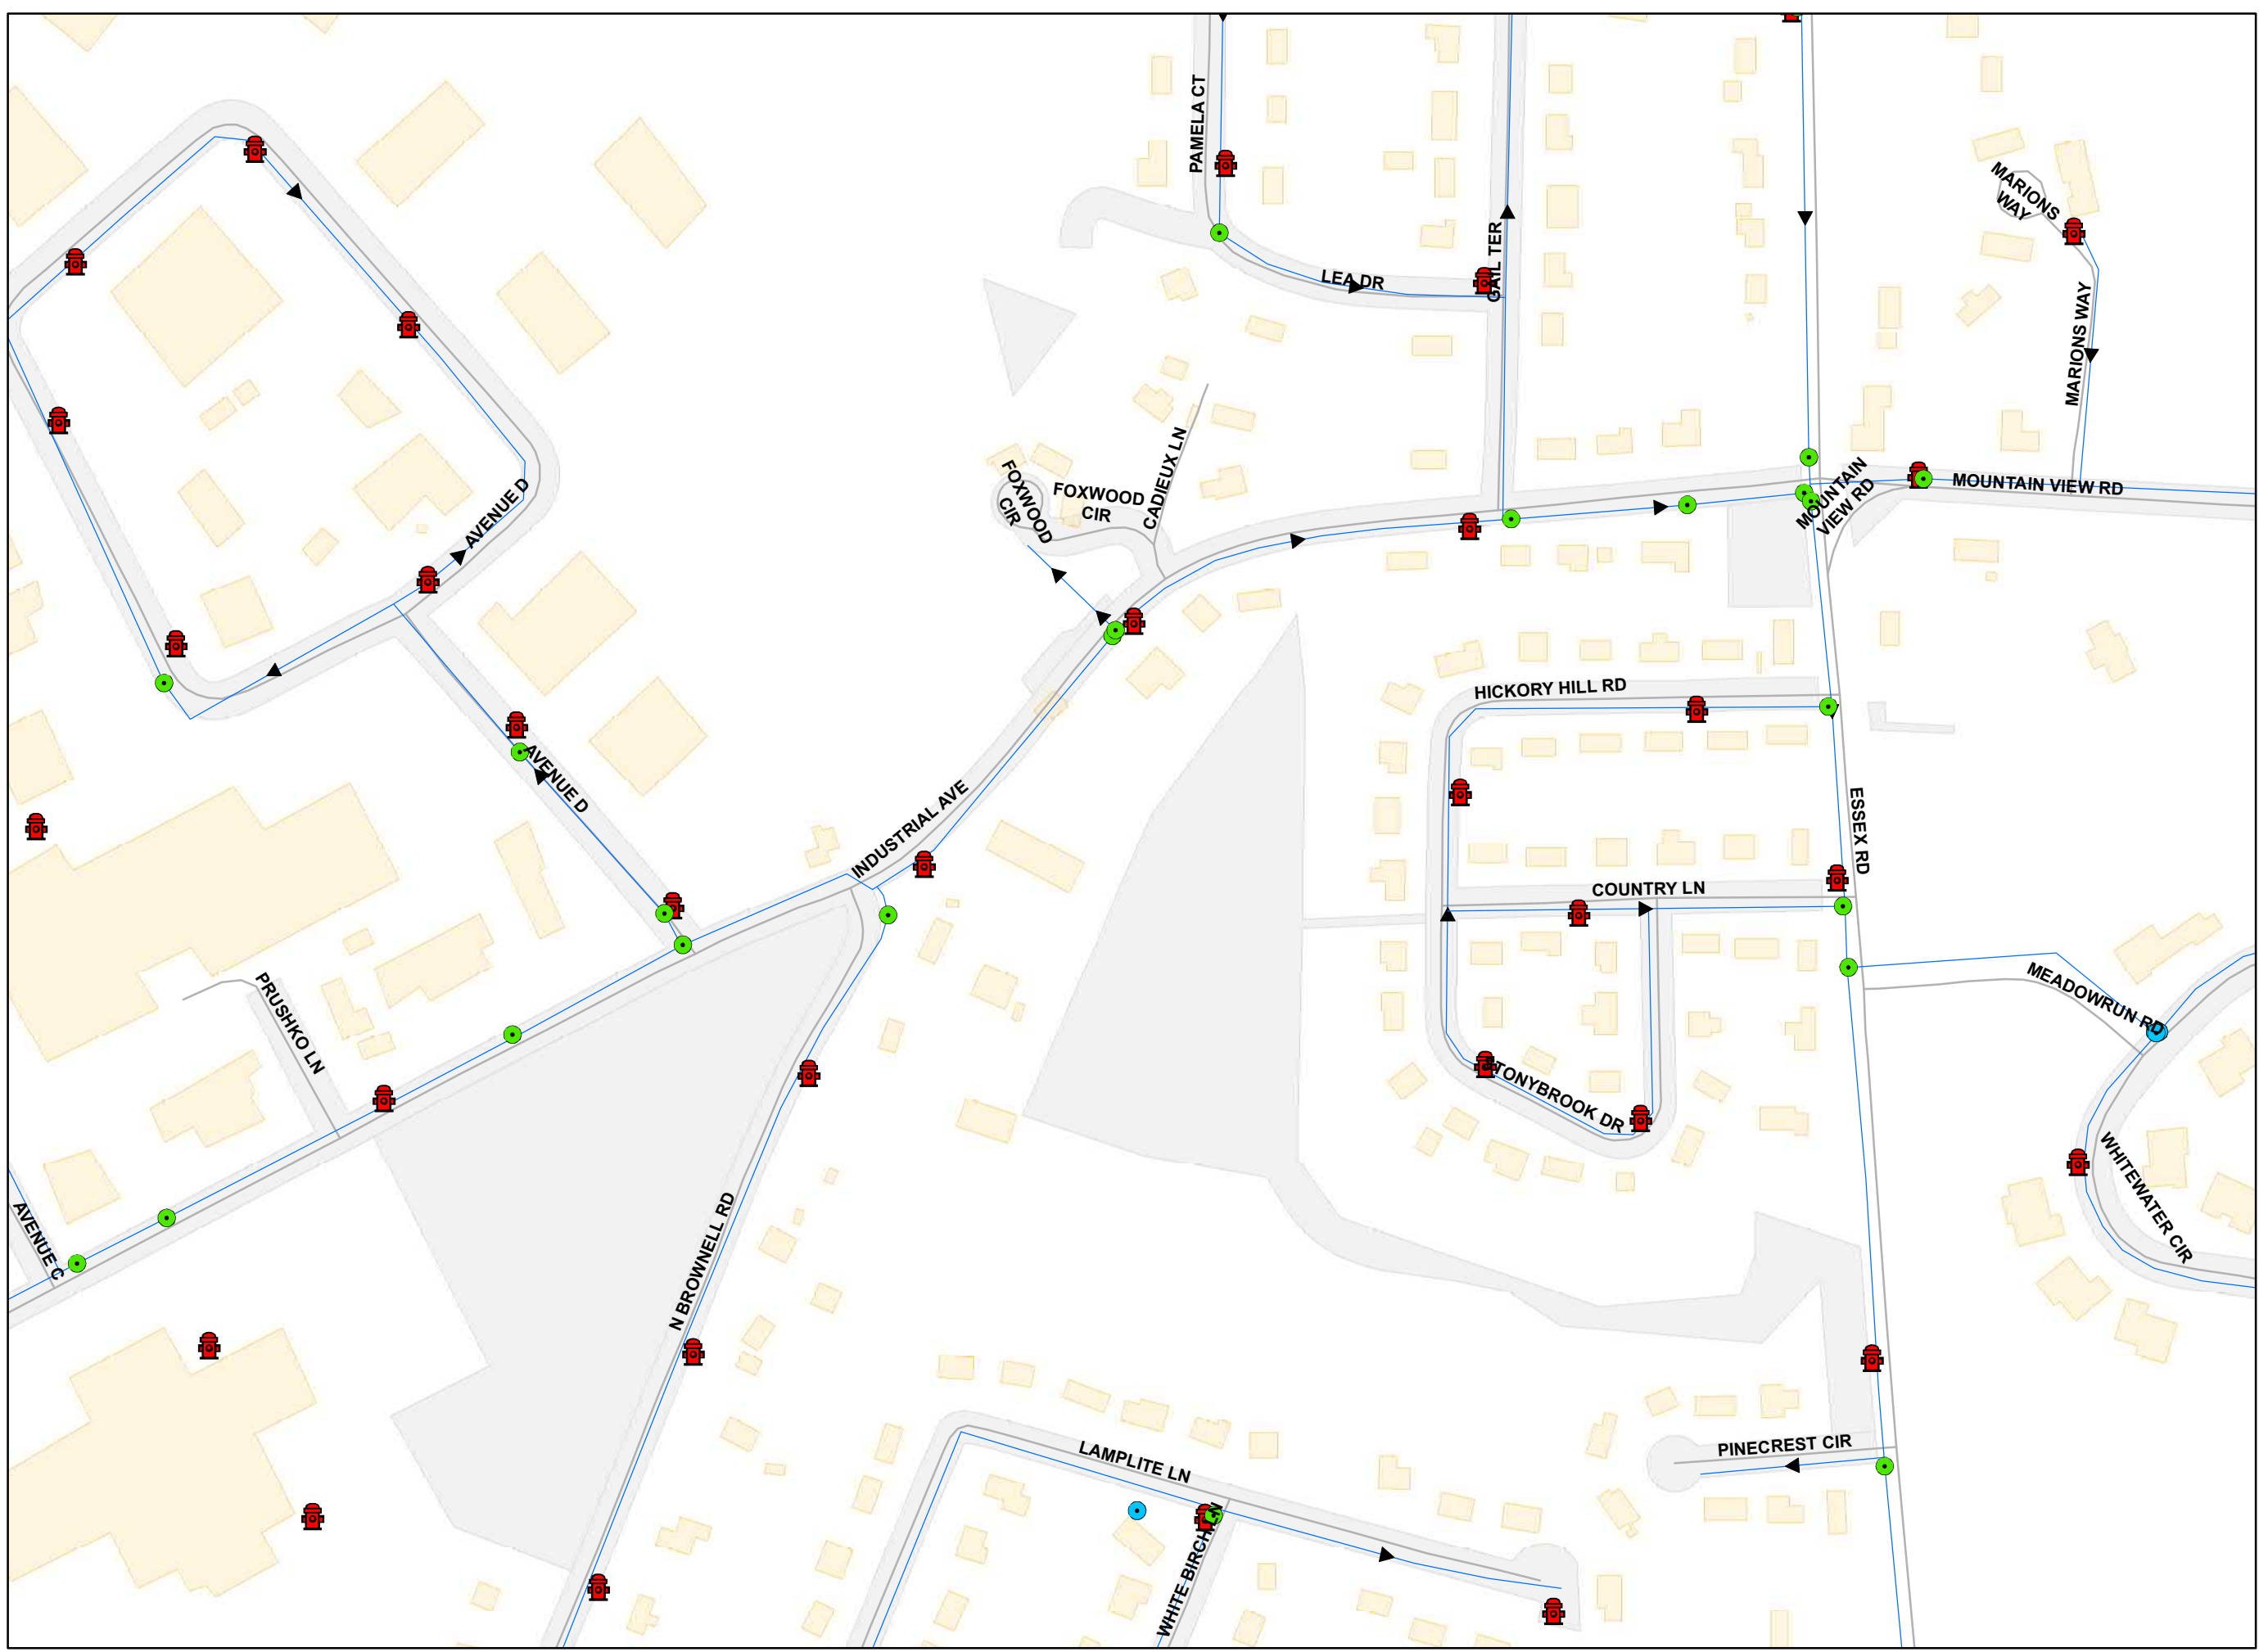 PAMELA CT
MARIONS
WAY
GAIL TER
LEA DR
MARIONS WAY
CADIEUX LN
FOXWOOD
CIR
FOXWOOD
CIR
MOUNTAIN
VIEW RD
MOUNTAIN VIEW RD
AVENUE D
HICKORY HILL RD
AVENUE D
INDUSTRIAL AVE
ESSEX RD
COUNTRY LN
PRUSHKO LN
MEADOWRUN RD
STONYBROOK DR
WHITEWATER CIR
AVENUE C
N BROWNELL RD
LAMPLITE LN
PINECREST CIR
WHITE BIRCH LN